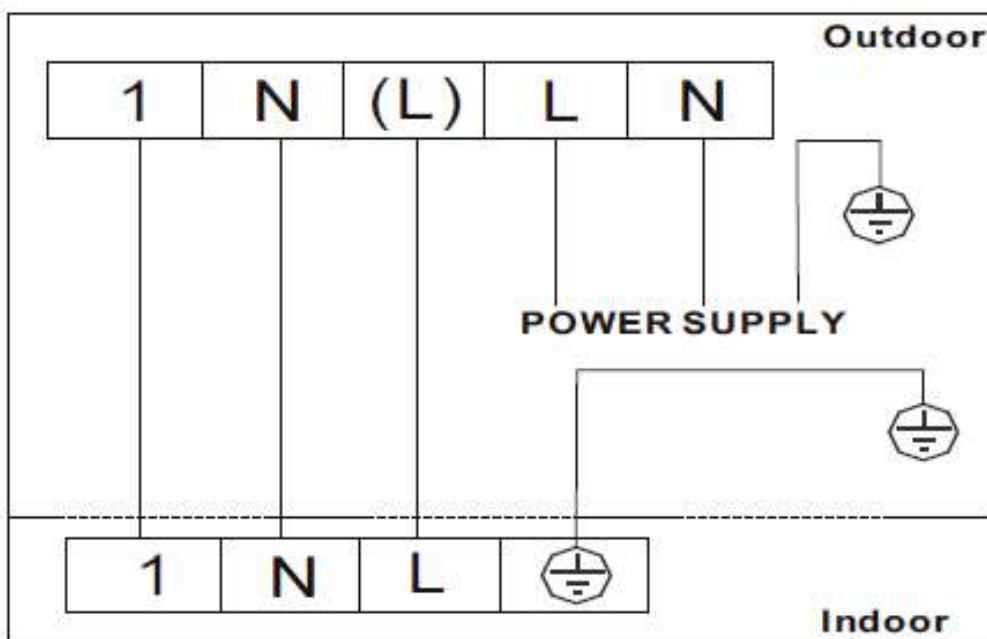 Outdoor
1 N (L) L N
POWER SUPPLY
1 N L
Indoor